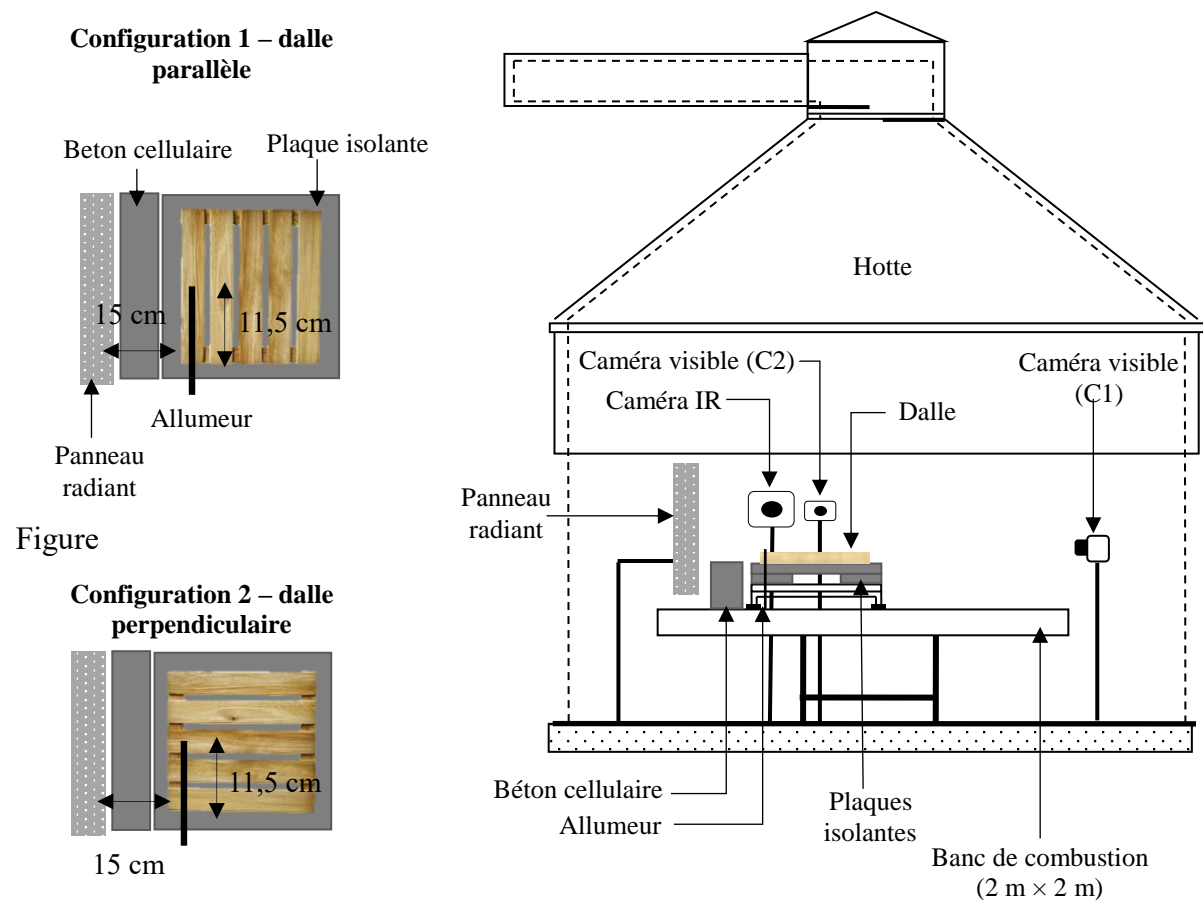 Configuration 1 – dalle
parallèle
Beton cellulaire
Plaque isolante
15 cm
11,5 cm
Allumeur
Panneau
radiant
Figure
Configuration 2 – dalle
perpendiculaire
11,5 cm
15 cm
Hotte
Caméra visible (C2)
Caméra IR
Dalle
Caméra visible
(C1)
Panneau
radiant
Béton cellulaire
Allumeur
Plaques
isolantes
Banc de combustion
(2 m × 2 m)